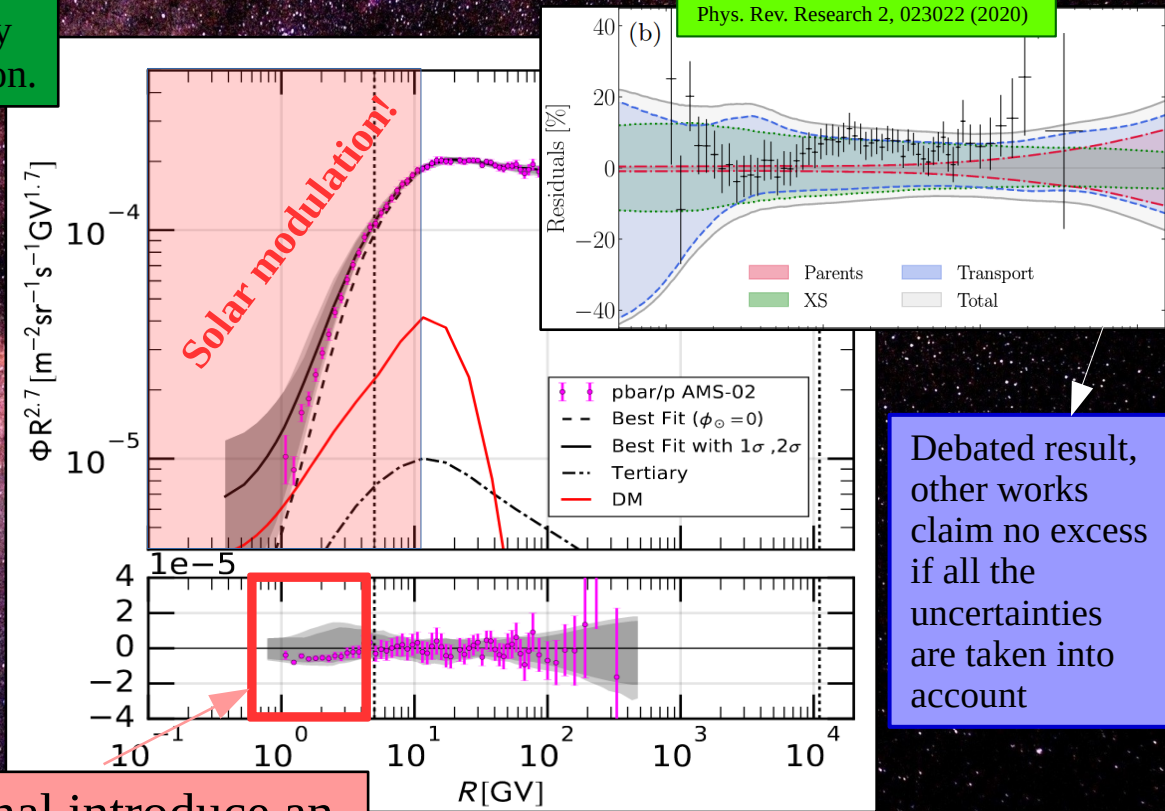 y
on.
Phys. Rev. Research 2, 023022 (2020)
(b)
40
20
0
−20
−40
Residuals [%]
Parents
Transport
XS
Total
Solar modulation!
ΦR^2.7 [m^−2sr^−1s^−1GV^1.7]
10^−4
10^−5
pbar/p AMS-02
Best Fit (ϕ⊙=0)
Best Fit with 1σ ,2σ
Tertiary
DM
Debated result,
other works
claim no excess
if all the
uncertainties
are taken into
account
1e−5
4
2
0
−2
−4
10^−1
10^0
10^1
10^2
10^3
10^4
R[GV]
nal introduce an